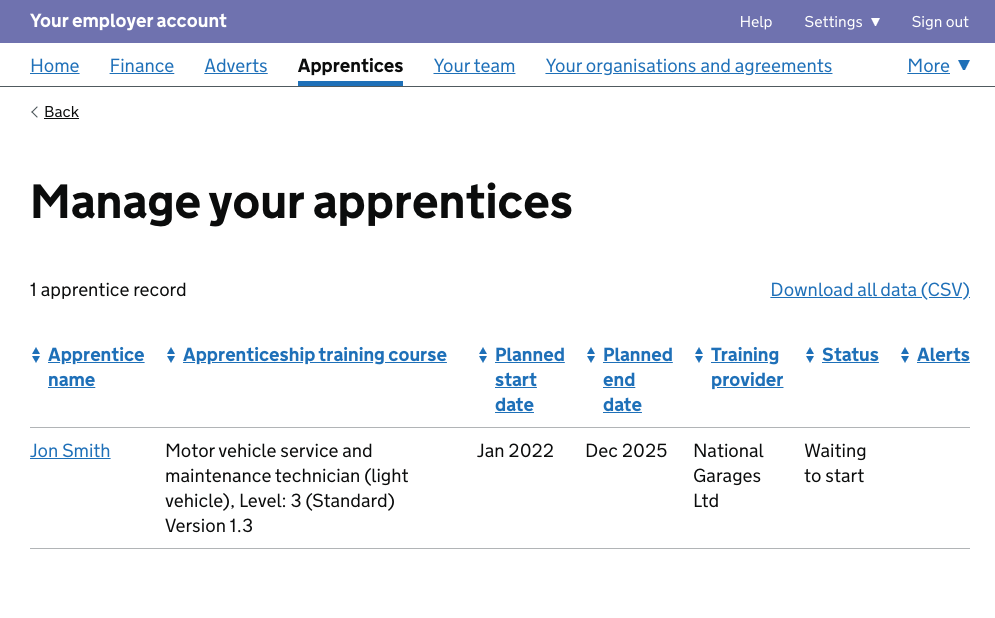 Your employer account Help Settings ▼ Sign out
Home Finance Adverts Apprentices Your team Your organisations and agreements More ▼
Back
Manage your apprentices
1 apprentice record Download all data (CSV)
Apprentice Apprenticeship training course Planned Planned Training Status Alerts
name start end provider
date date
Jon Smith Motor vehicle service and Jan 2022 Dec 2025 National Waiting
maintenance technician (light Garages to start
vehicle), Level: 3 (Standard) Ltd
Version 1.3